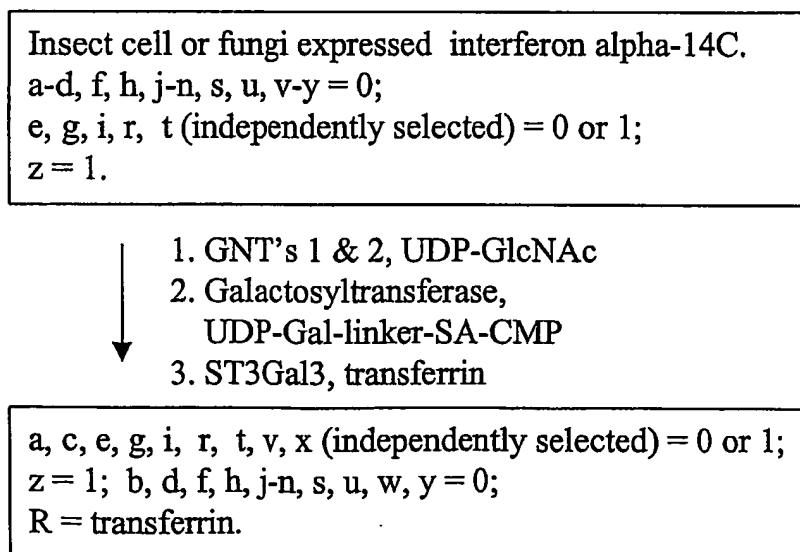 Insect cell or fungi expressed interferon alpha-14C.
a-d, f, h, j-n, s, u, v-y = 0;
e, g, i, r, t (independently selected) = 0 or 1;
z = 1.
1. GNT's 1 & 2, UDP-GlcNAc
2. Galactosyltransferase,
UDP-Gal-linker-SA-CMP
3. ST3Gal3, transferrin
a, c, e, g, i, r, t, v, x (independently selected) = 0 or 1;
z = 1; b, d, f, h, j-n, s, u, w, y = 0;
R = transferrin.